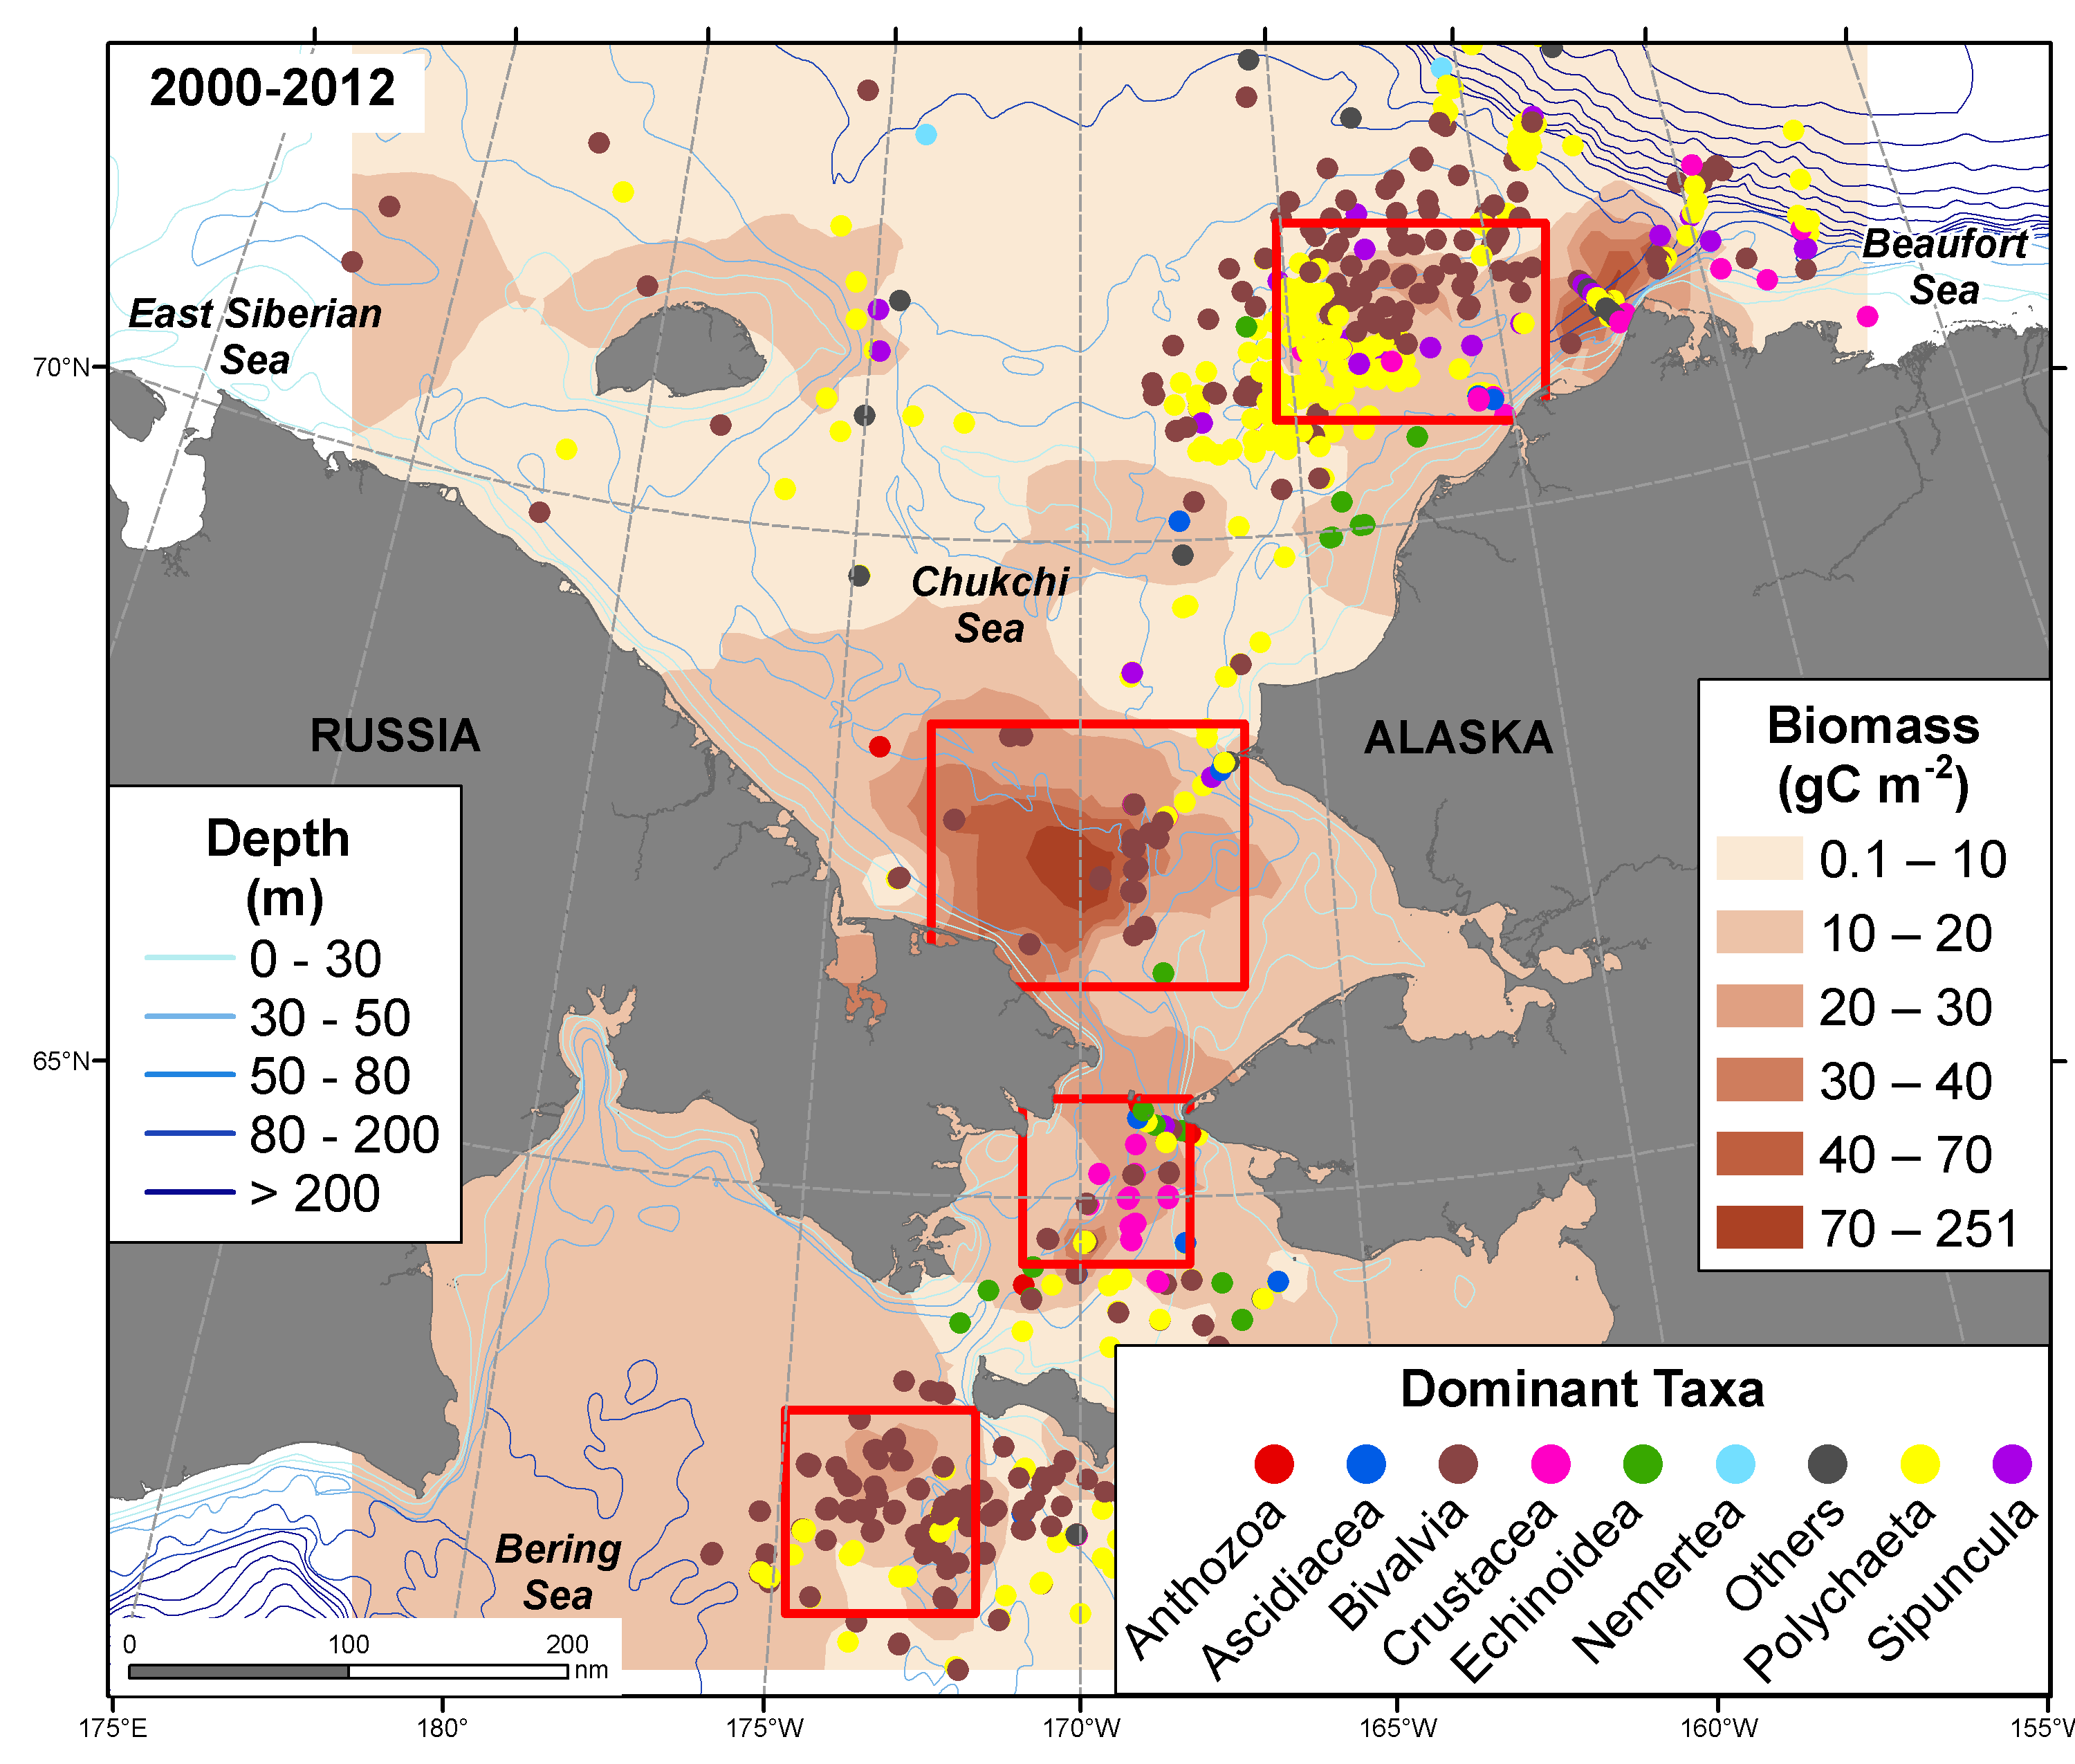 2000-2012
East Siberian
Sea
Beaufort
Sea
70°N
Chukchi
Sea
RUSSIA
ALASKA
Depth
(m)
0 - 30
30 - 50
50 - 80
80 - 200
> 200
Biomass
(gC m-2)
0.1 – 10
10 – 20
20 – 30
30 – 40
40 – 70
70 – 251
65°N
Bering
Sea
0 100 200
nm
Dominant Taxa
Anthozoa
Ascidiacea
Bivalvia
Crustacea
Echinoidea
Nemertea
Others
Polychaeta
Sipuncula
175°E 180° 175°W 170°W 165°W 160°W 155°W